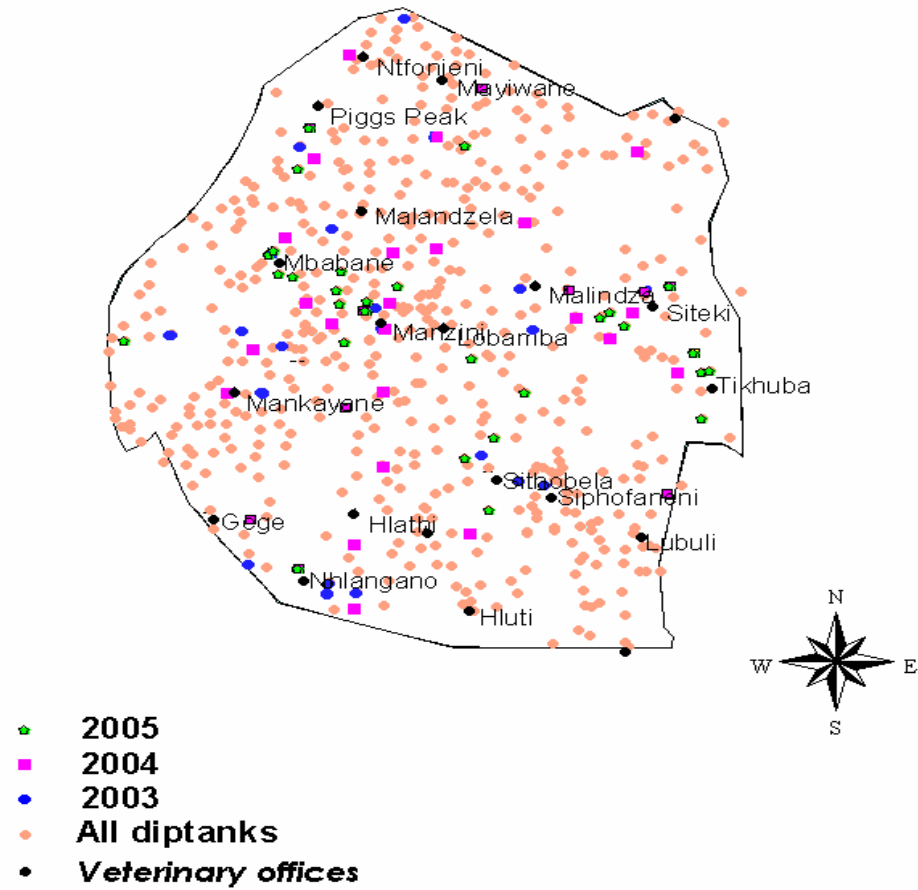 Ntfonjeni
Mayiwane
Piggs Peak
Malandzela
Mbabane
Malindza
Siteki
Manzini
Lobamba
--
Tikhuba
Mankayane
--
Sithobela
Siphofaneni
Gege
Hlathi
Lubuli
Nhlangano
Hluti
N
W
E
S
2005
2004
2003
All diptanks
Veterinary offices